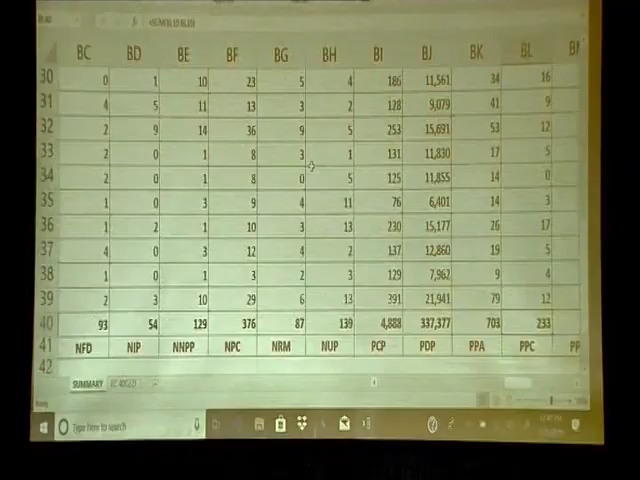 BC BD BE BF BG BH BI BJ BK BL
30 0 1 10 23 5 4 186 11,561 34 16
31 4 5 11 13 3 2 128 9,079 41 9
32 2 9 14 36 9 5 253 15,691 53 12
33 2 0 1 8 3 1 131 11,830 17 5
34 2 0 1 8 0 5 125 11,855 14 0
35 1 0 3 9 4 11 76 6,401 14 3
36 1 2 1 10 3 13 230 15,177 26 17
37 4 0 3 12 4 2 137 12,860 19 5
38 1 0 1 3 2 3 129 7,962 9 4
39 2 3 10 29 6 13 391 21,941 79 12
40 93 54 129 376 87 139 4,888 337,377 703 233
41 NFD NIP NNPP NPC NRM NUP PCP PDP PPA PPC PP
42
SUMMARY
Type here to search